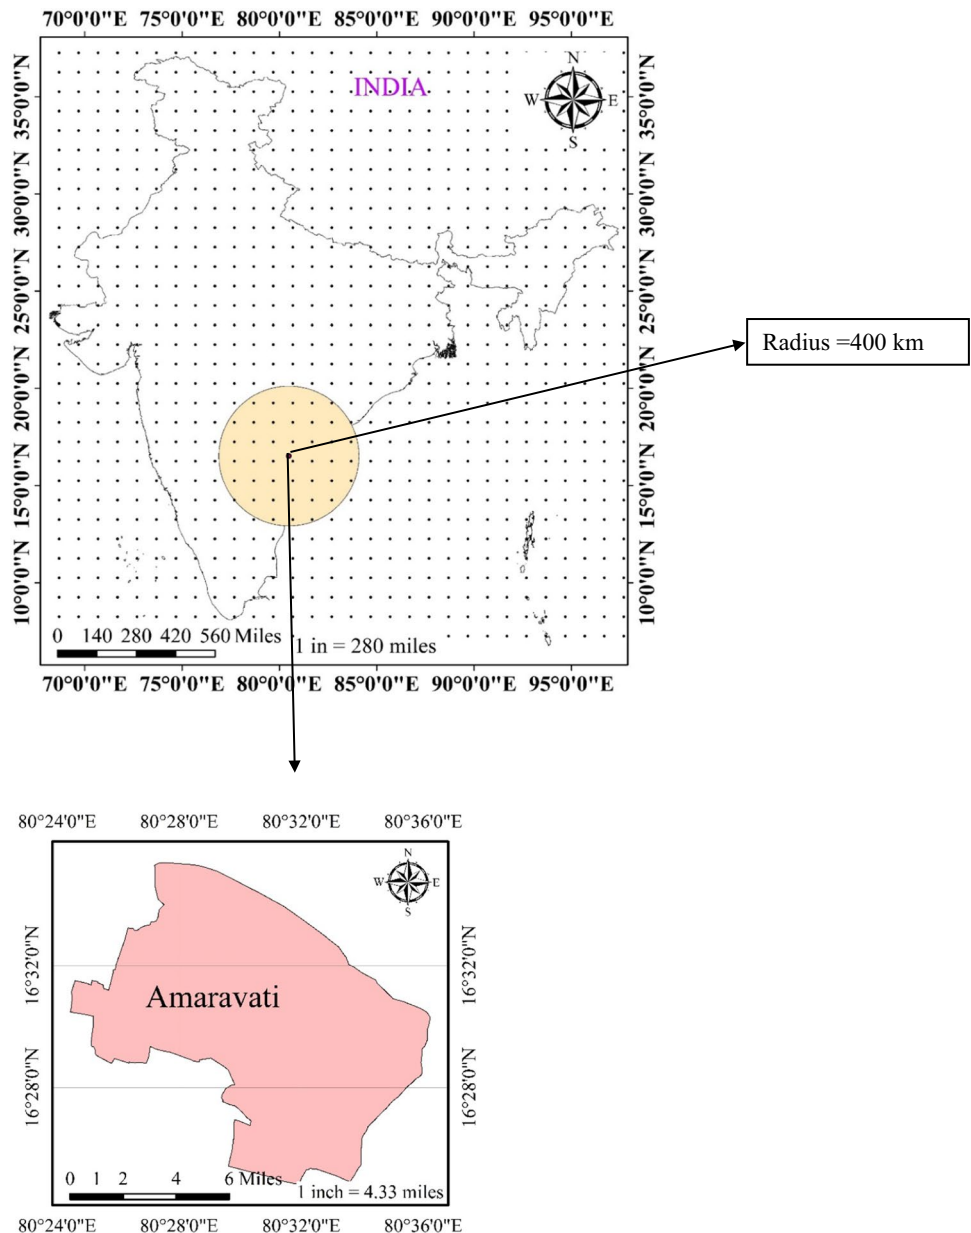 70°0'0"E 75°0'0"E 80°0'0"E 85°0'0"E 90°0'0"E 95°0'0"E
INDIA
N
W E
S
35°0'0"N 35°0'0"N
30°0'0"N 30°0'0"N
25°0'0"N 25°0'0"N
Radius =400 km
20°0'0"N 20°0'0"N
15°0'0"N 15°0'0"N
10°0'0"N 10°0'0"N
0 140 280 420 560 Miles
1 in = 280 miles
70°0'0"E 75°0'0"E 80°0'0"E 85°0'0"E 90°0'0"E 95°0'0"E
80°24'0"E 80°28'0"E 80°32'0"E 80°36'0"E
N
W E
S
16°32'0"N 16°32'0"N
Amaravati
16°28'0"N 16°28'0"N
0 1 2 4 6 Miles
1 inch = 4.33 miles
80°24'0"E 80°28'0"E 80°32'0"E 80°36'0"E